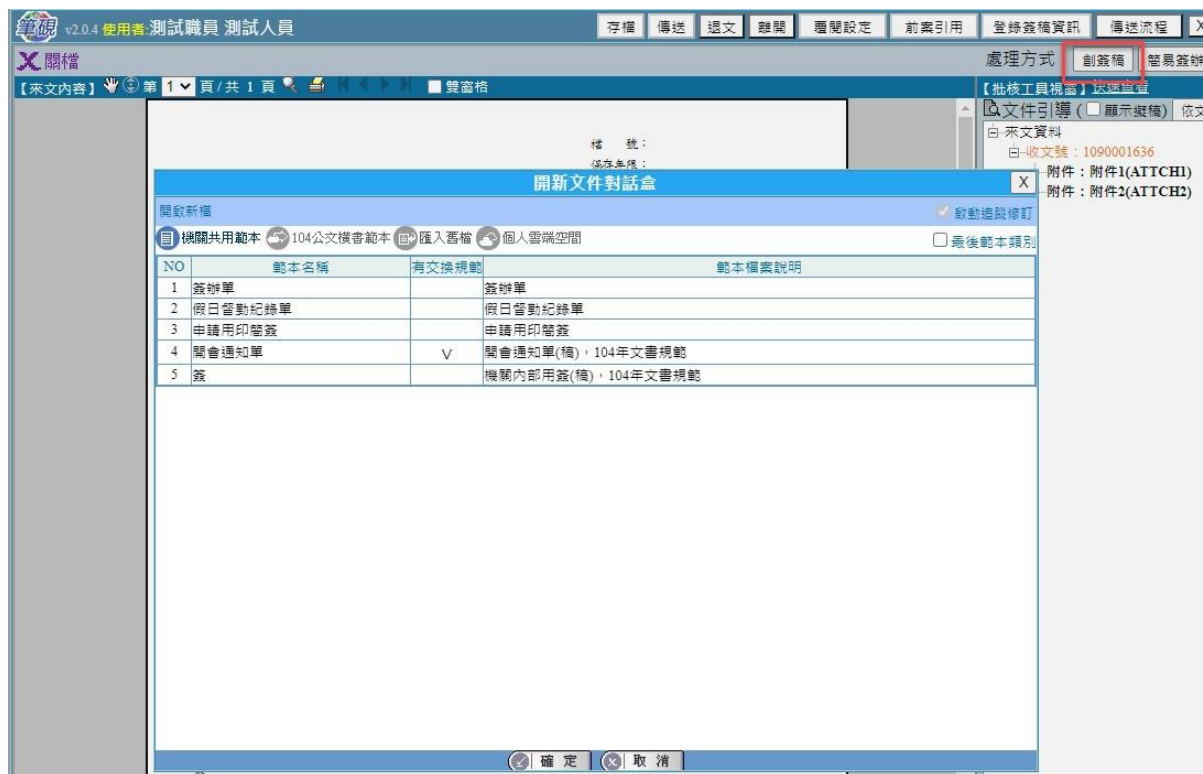 筆硯 v2.0.4 使用者:測試職員 測試人員 存檔 傳送 退文 離開 覆閱設定 前案引用 登錄簽稿資訊 傳送流程 X
X 關檔 處理方式 創簽稿 簡易簽辦
【來文內容】 第 1 頁/共 1 頁 雙窗格 【批核工具視窗】 快速查看
文件引導 ( 顯示擬稿) 依文
來文資料
檔 號:
收文號:1090001636
保存年限:
附件:附件1(ATTCH1)
附件:附件2(ATTCH2)
開新文件對話盒 X
開啟新檔 啟動追蹤修訂
機關共用範本 104公文橫書範本 匯入舊檔 個人雲端空間 最後範本類別
NO 範本名稱 有交換規範 範本檔案說明
1 簽辦單 簽辦單
2 假日督勤紀錄單 假日督勤紀錄單
3 申請用印簡簽 申請用印簡簽
4 開會通知單 V 開會通知單(稿),104年文書規範
5 簽 機關內部用簽(稿),104年文書規範
確 定 取 消